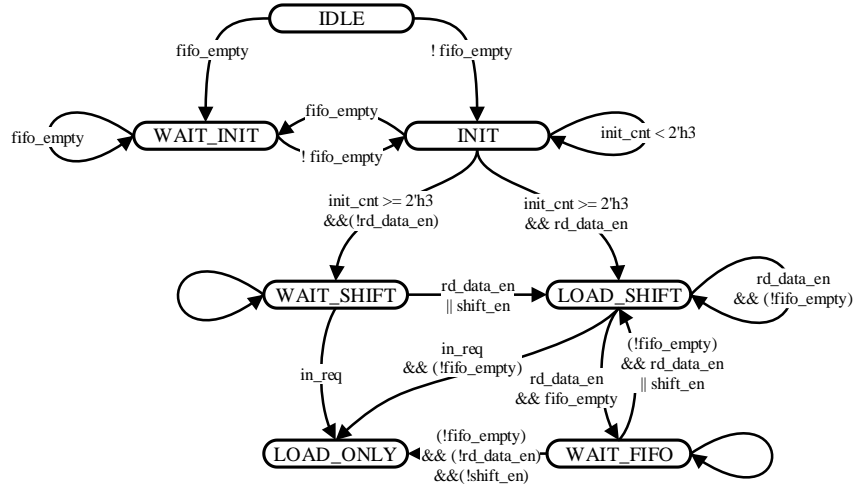 IDLE
fifo_empty
! fifo_empty
fifo_empty
WAIT_INIT
fifo_empty
! fifo_empty
INIT
init_cnt < 2'h3
init_cnt >= 2'h3
&&(!rd_data_en)
init_cnt >= 2'h3
&& rd_data_en
WAIT_SHIFT
rd_data_en
|| shift_en
LOAD_SHIFT
rd_data_en
&& (!fifo_empty)
in_req
in_req
&& (!fifo_empty)
rd_data_en
&& fifo_empty
(!fifo_empty)
&& rd_data_en
|| shift_en
LOAD_ONLY
(!fifo_empty)
&& (!rd_data_en)
&&(!shift_en)
WAIT_FIFO